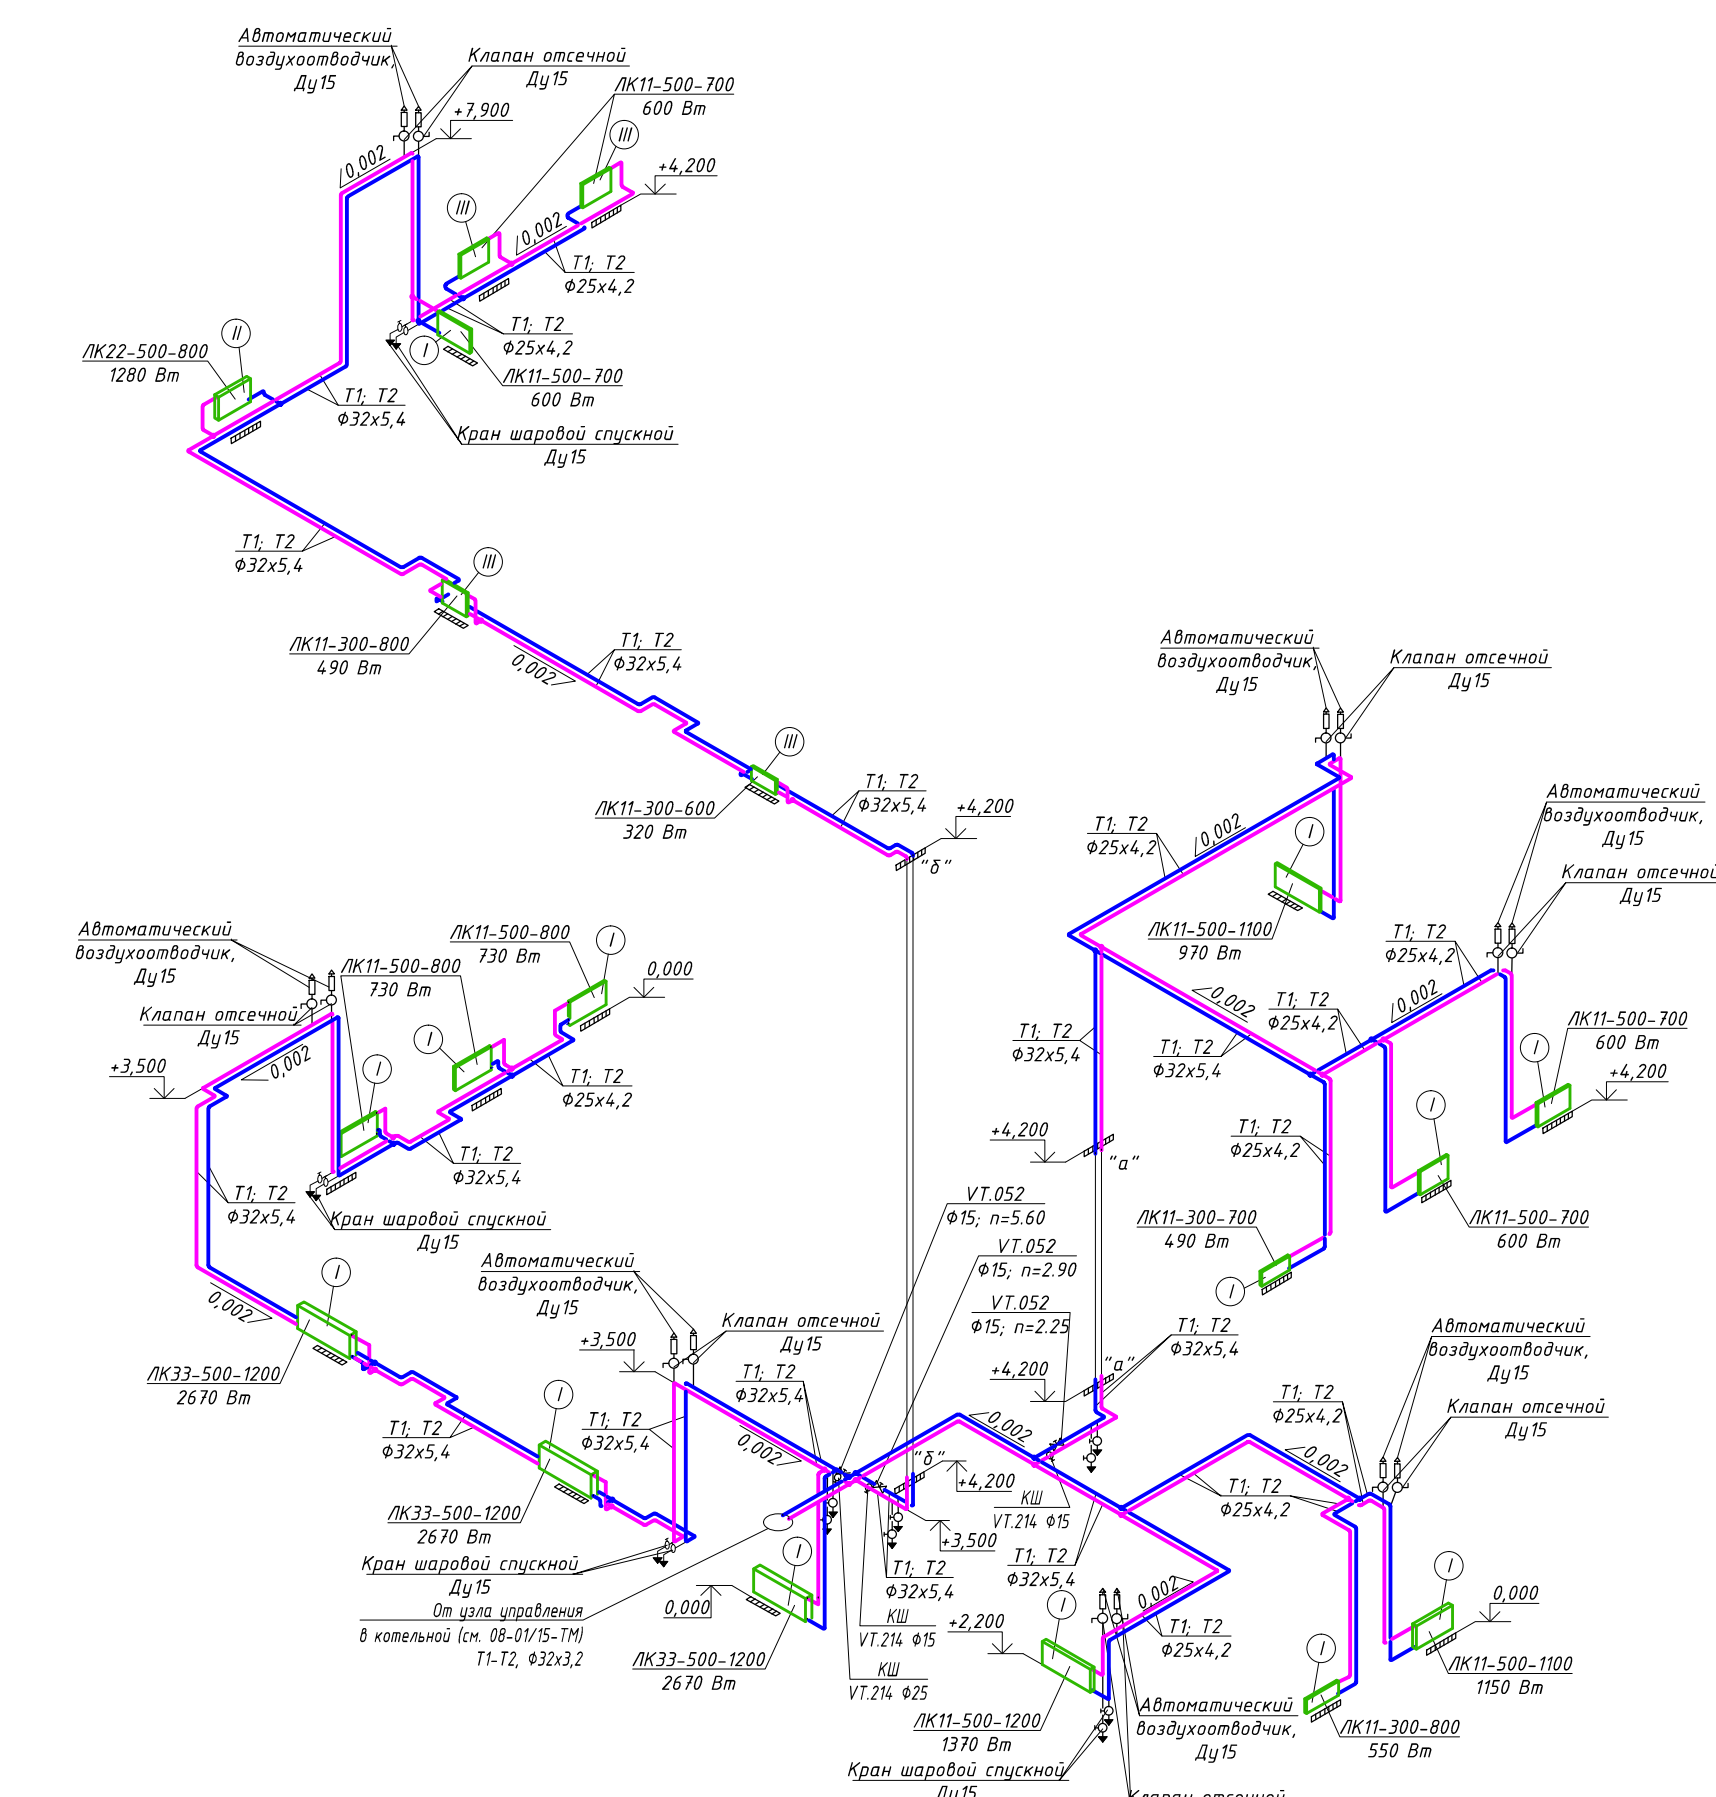 Автоматический
воздухоотводчик,
Ду15
Клапан отсечной
Ду15
ЛК11-500-700
600 Вт
+7,900
III
0,002
+4,200
III
0,002
Т1; Т2
Ф25х4,2
II
ЛК22-500-800
1280 Вт
Т1; Т2
Ф25х4,2
I
ЛК11-500-700
600 Вт
Т1; Т2
Ф32х5,4
Кран шаровой спускной
Ду15
Т1; Т2
Ф32х5,4
III
ЛК11-300-800
490 Вт
Т1; Т2
Ф32х5,4
0,002
III
ЛК11-300-600
320 Вт
Т1; Т2
Ф32х5,4
+4,200
"б"
Автоматический
воздухоотводчик,
Ду15
Клапан отсечной
Ду15
Т1; Т2
Ф25х4,2
0,002
I
ЛК11-500-1100
970 Вт
Автоматический
воздухоотводчик,
Ду15
Клапан отсечной
Ду15
Т1; Т2
Ф25х4,2
0,002
0,002
Т1; Т2
Ф25х4,2
Т1; Т2
Ф32х5,4
Т1; Т2
Ф32х5,4
ЛК11-500-700
600 Вт
I
+4,200
I
Т1; Т2
Ф25х4,2
+4,200
"а"
ЛК11-300-700
490 Вт
ЛК11-500-700
600 Вт
I
Автоматический
воздухоотводчик,
Ду15
Клапан отсечной
Ду15
ЛК11-500-800
730 Вт
ЛК11-500-800
730 Вт
I
0,000
I
I
+3,500
0,002
Т1; Т2
Ф25х4,2
Т1; Т2
Ф32х5,4
Т1; Т2
Ф32х5,4
Кран шаровой спускной
Ду15
0,002
I
ЛК33-500-1200
2670 Вт
Т1; Т2
Ф32х5,4
I
ЛК33-500-1200
2670 Вт
Автоматический
воздухоотводчик,
Ду15
Клапан отсечной
Ду15
+3,500
Т1; Т2
Ф32х5,4
Т1; Т2
Ф32х5,4
0,002
VT.052
Ф15; n=5.60
VT.052
Ф15; n=2.90
VT.052
Ф15; n=2.25
+4,200
"а"
Т1; Т2
Ф32х5,4
0,002
"б"
+4,200
+3,500
КШ
VT.214 Ф15
Т1; Т2
Ф32х5,4
Т1; Т2
Ф32х5,4
Кран шаровой спускной
Ду15
От узла управления
в котельной (см. 08-01/15-ТМ)
Т1-Т2, Ф32х3,2
I
0,000
ЛК33-500-1200
2670 Вт
КШ
VT.214 Ф15
КШ
VT.214 Ф25
Автоматический
воздухоотводчик,
Ду15
Клапан отсечной
Ду15
Т1; Т2
Ф25х4,2
0,002
Т1; Т2
Ф25х4,2
I
+2,200
0,002
Т1; Т2
Ф25х4,2
ЛК11-500-1200
1370 Вт
Кран шаровой спускной
Ду15
Автоматический
воздухоотводчик,
Ду15
Клапан отсечной
I
0,000
ЛК11-500-1100
1150 Вт
I
ЛК11-300-800
550 Вт